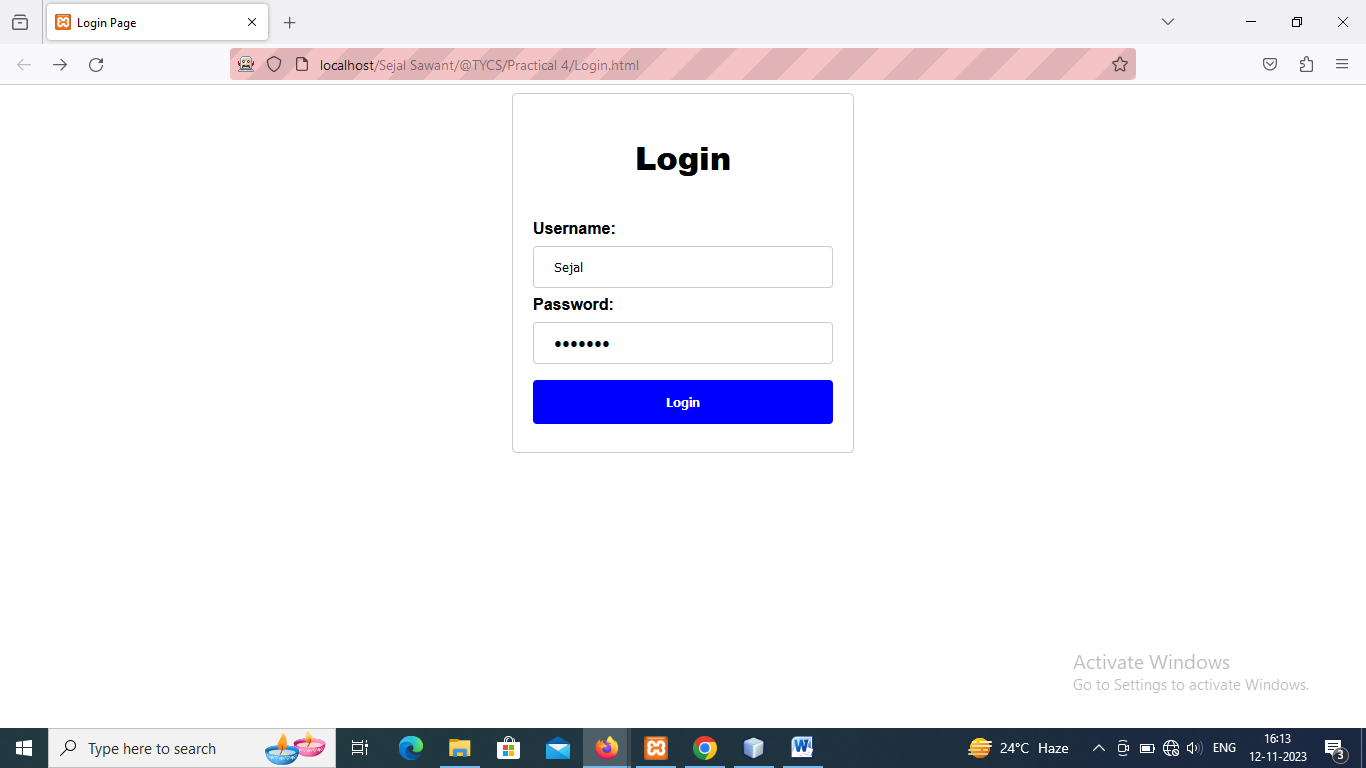 Login Page
localhost/Sejal Sawant/@TYCS/Practical 4/Login.html
Login
Username:
Sejal
Password:
•••••••
Login
Activate Windows
Go to Settings to activate Windows.
Type here to search
24°C Haze
ENG
16:13
12-11-2023
3